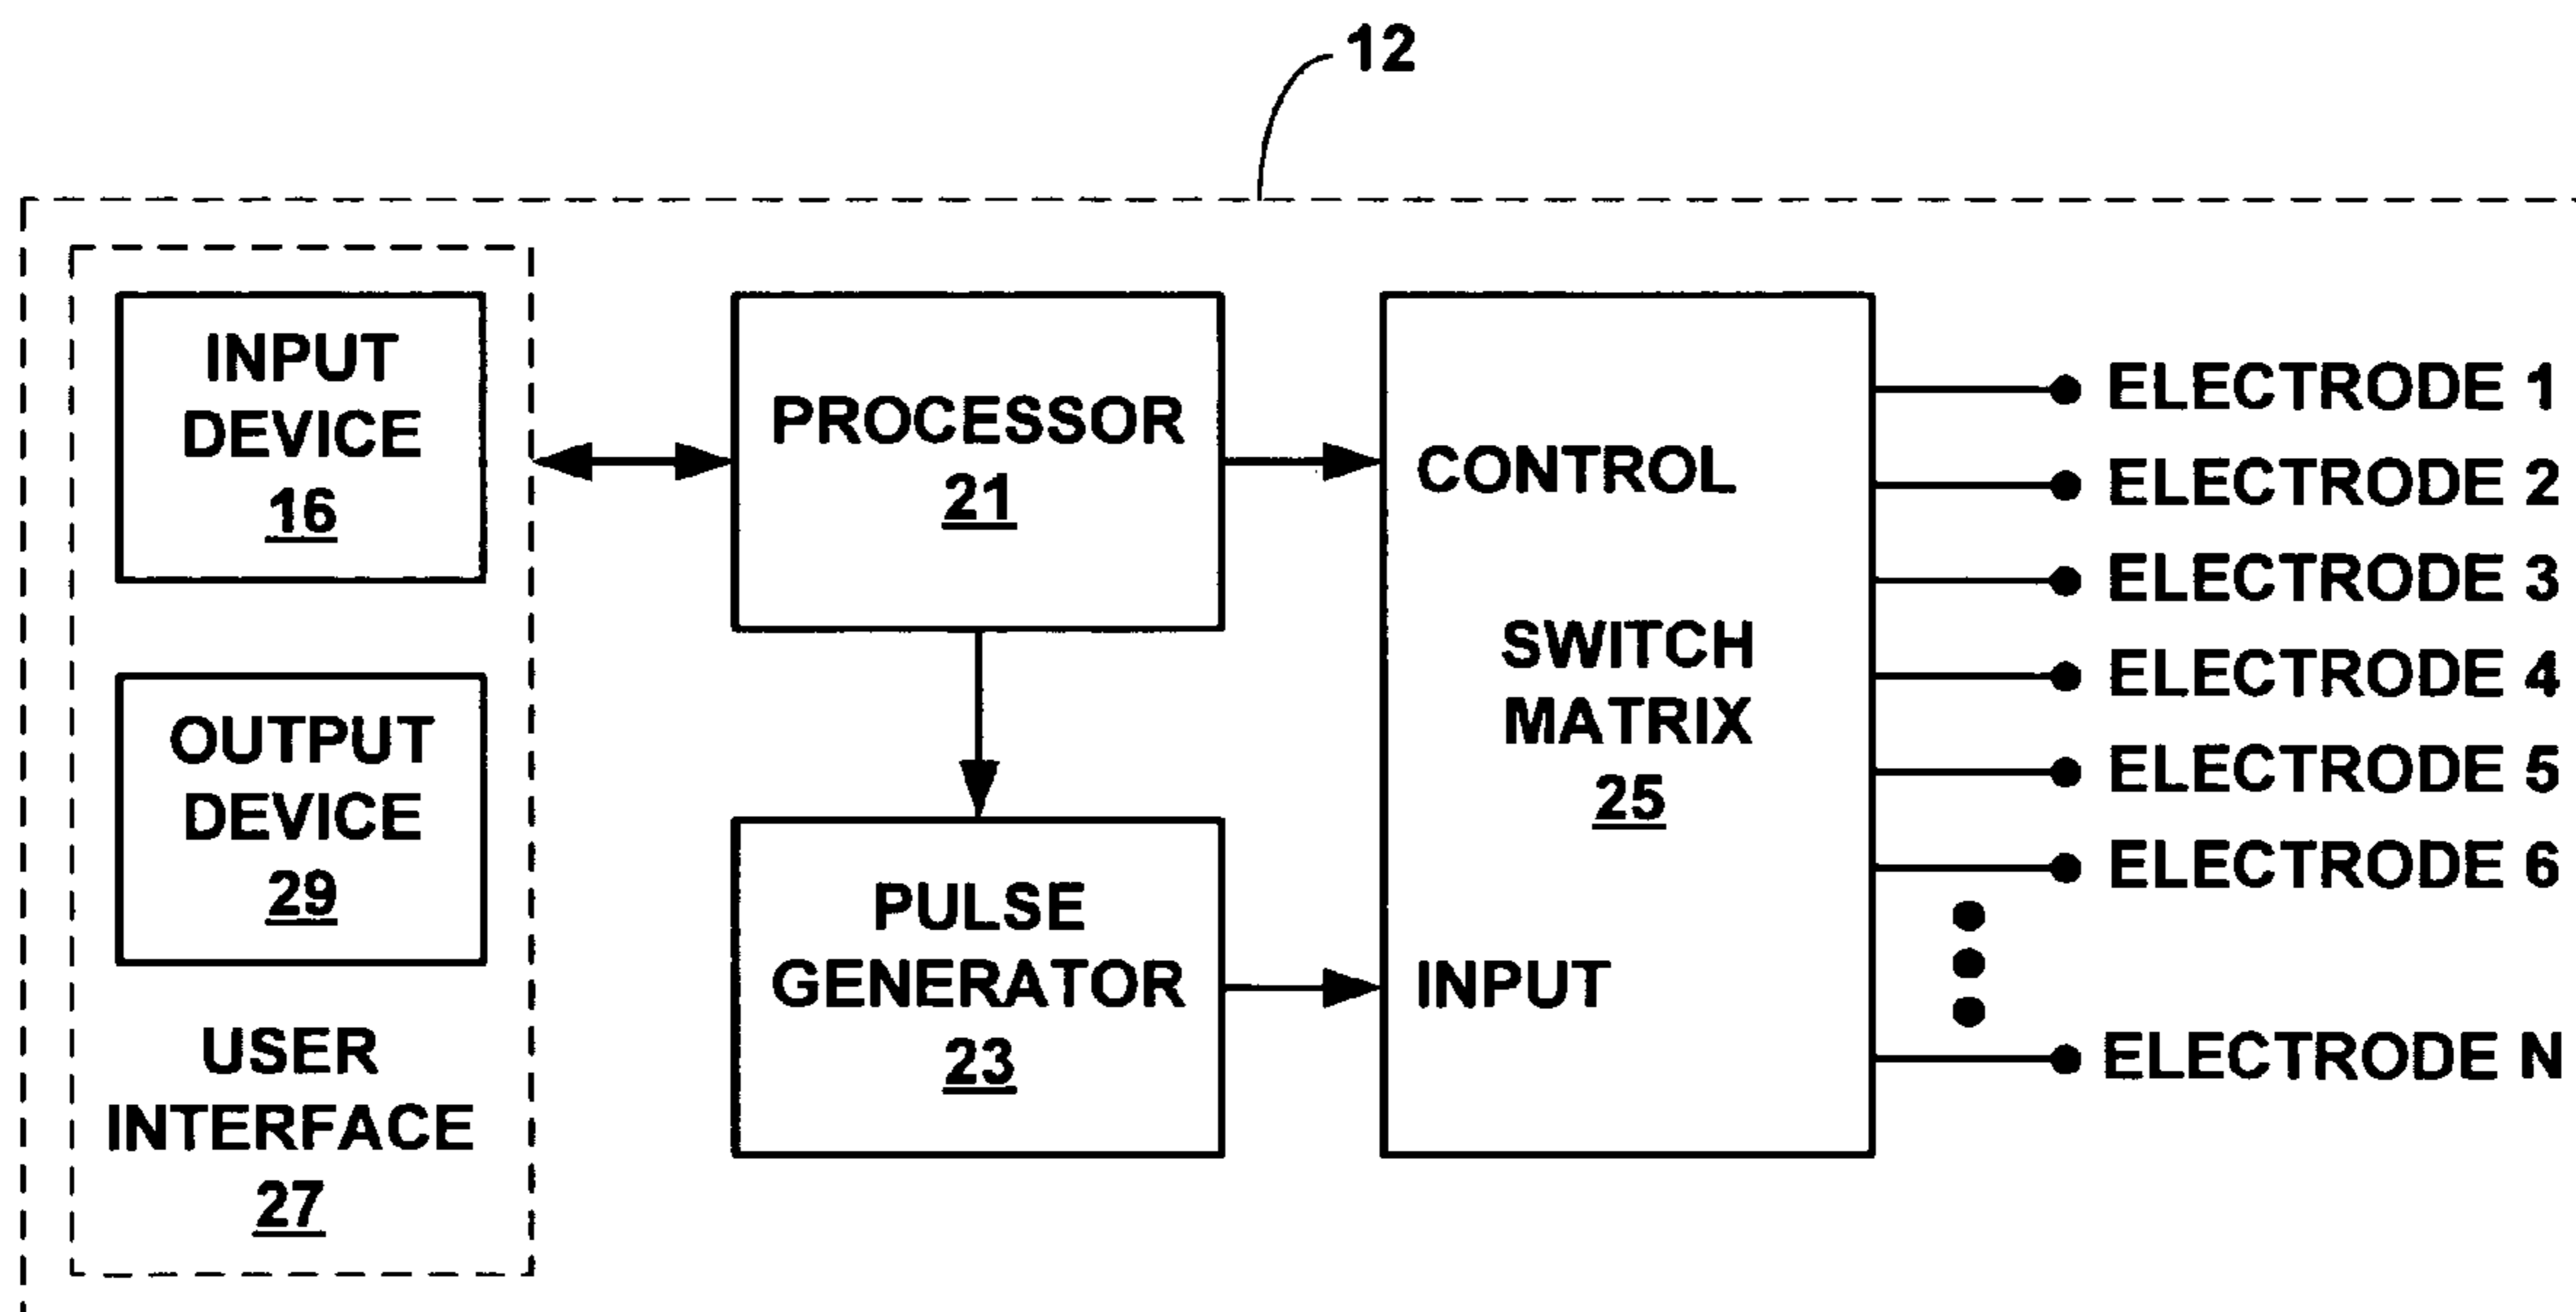 12
INPUT
DEVICE
16
OUTPUT
DEVICE
29
USER
INTERFACE
27
PROCESSOR
21
PULSE
GENERATOR
23
CONTROL
SWITCH
MATRIX
25
INPUT
ELECTRODE 1
ELECTRODE 2
ELECTRODE 3
ELECTRODE 4
ELECTRODE 5
ELECTRODE 6
ELECTRODE N